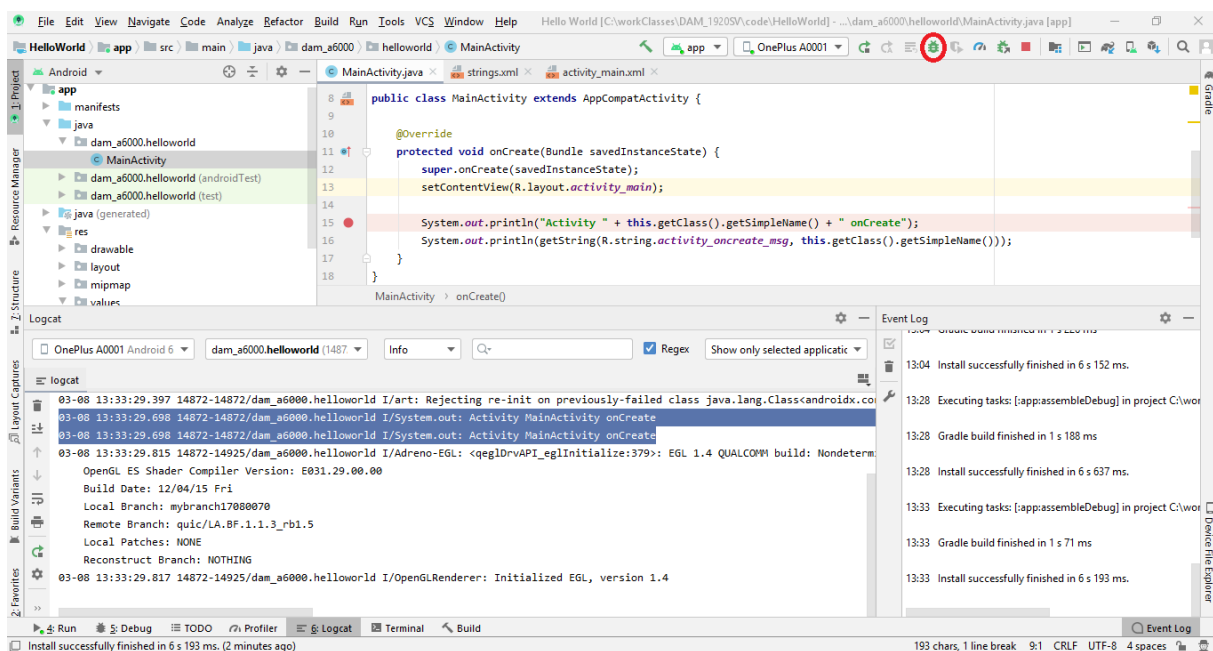 File Edit View Navigate Code Analyze Refactor Build Run Tools VCS Window Help Hello World [C:\workClasses\DAM_1920SV\code\HelloWorld] - ...\dam_a6000\helloworld\MainActivity.java [app]
HelloWorld app src main java dam_a6000 helloworld MainActivity app OnePlus A0001
1: Project
Resource Manager
7: Structure
Layout Captures
Build Variants
2: Favorites
Android
app
manifests
java
dam_a6000.helloworld
MainActivity
dam_a6000.helloworld (androidTest)
dam_a6000.helloworld (test)
java (generated)
res
drawable
layout
mipmap
values
MainActivity.java strings.xml activity_main.xml
8 public class MainActivity extends AppCompatActivity {
9
10 @Override
11 protected void onCreate(Bundle savedInstanceState) {
12 super.onCreate(savedInstanceState);
13 setContentView(R.layout.activity_main);
14
15 System.out.println("Activity " + this.getClass().getSimpleName() + " onCreate");
16 System.out.println(getString(R.string.activity_oncreate_msg, this.getClass().getSimpleName()));
17 }
18 }
MainActivity › onCreate()
Gradle
Device File Explorer
Logcat
OnePlus A0001 Android 6 dam_a6000.helloworld (1487 Info Q- Regex Show only selected applicatic
logcat
03-08 13:33:29.397 14872-14872/dam_a6000.helloworld I/art: Rejecting re-init on previously-failed class java.lang.Class<androidx.co
03-08 13:33:29.698 14872-14872/dam_a6000.helloworld I/System.out: Activity MainActivity onCreate
03-08 13:33:29.698 14872-14872/dam_a6000.helloworld I/System.out: Activity MainActivity onCreate
03-08 13:33:29.815 14872-14925/dam_a6000.helloworld I/Adreno-EGL: <qeglDrvAPI_eglInitialize:379>: EGL 1.4 QUALCOMM build: Nondeterm
OpenGL ES Shader Compiler Version: E031.29.00.00
Build Date: 12/04/15 Fri
Local Branch: mybranch17080070
Remote Branch: quic/LA.BF.1.1.3_rb1.5
Local Patches: NONE
Reconstruct Branch: NOTHING
03-08 13:33:29.817 14872-14925/dam_a6000.helloworld I/OpenGLRenderer: Initialized EGL, version 1.4
Event Log
13:04 Gradle build finished in 1 s 220 ms
13:04 Install successfully finished in 6 s 152 ms.
13:28 Executing tasks: [:app:assembleDebug] in project C:\wor
13:28 Gradle build finished in 1 s 188 ms
13:28 Install successfully finished in 6 s 637 ms.
13:33 Executing tasks: [:app:assembleDebug] in project C:\wor
13:33 Gradle build finished in 1 s 71 ms
13:33 Install successfully finished in 6 s 193 ms.
4: Run 5: Debug TODO Profiler 6: Logcat Terminal Build Event Log
Install successfully finished in 6 s 193 ms. (2 minutes ago) 193 chars, 1 line break 9:1 CRLF UTF-8 4 spaces